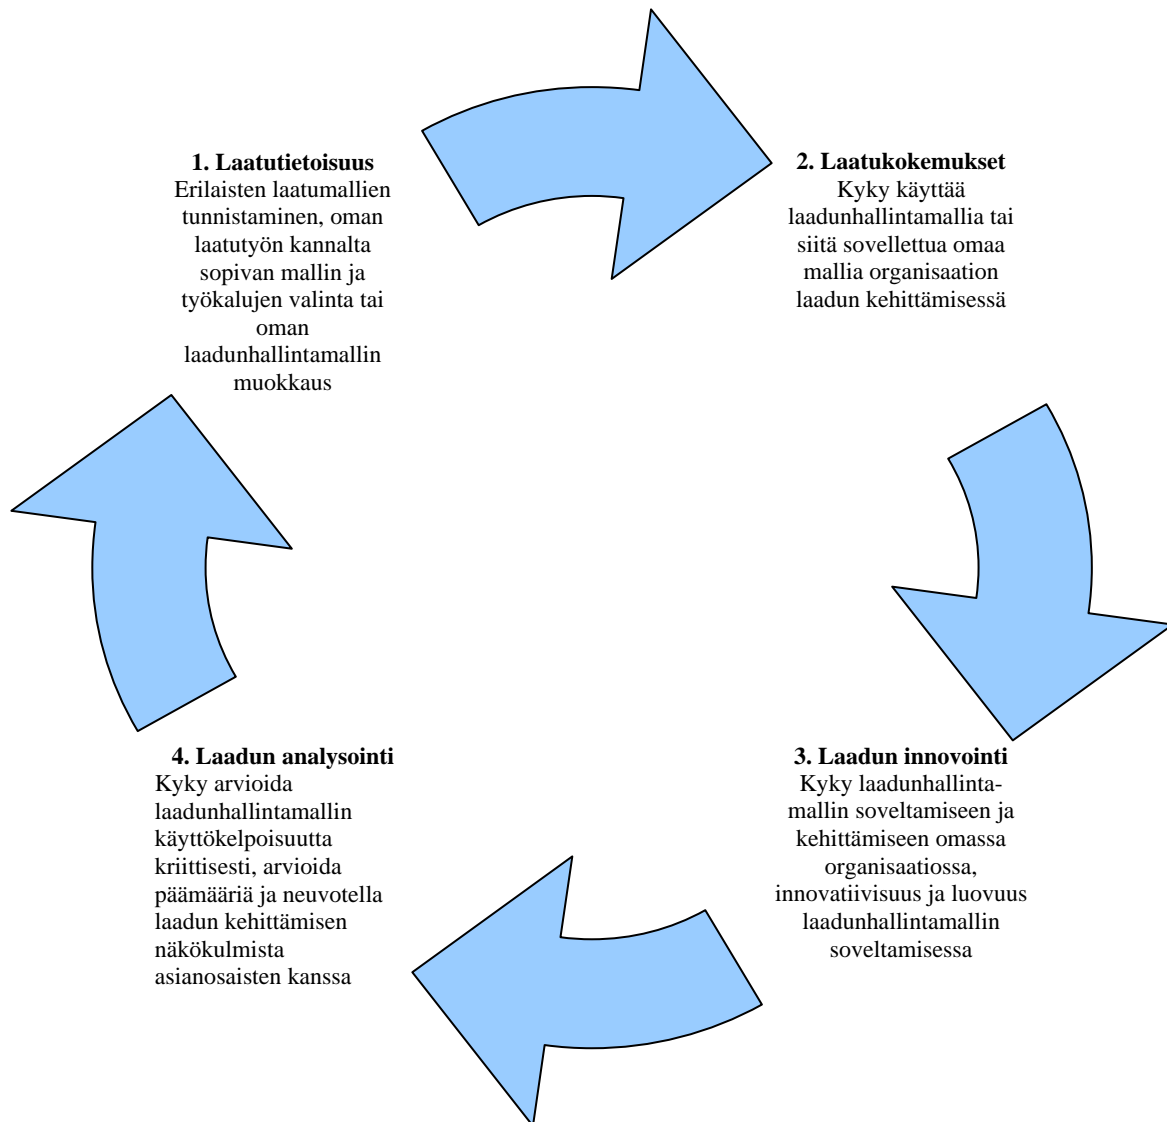 1. Laatutietoisuus
Erilaisten laatumallien
tunnistaminen, oman
laatutyön kannalta
sopivan mallin ja
työkalujen valinta tai
oman
laadunhallintamallin
muokkaus
2. Laatukokemukset
Kyky käyttää
laadunhallintamallia tai
siitä sovellettua omaa
mallia organisaation
laadun kehittämisessä
3. Laadun innovointi
Kyky laadunhallinta-
mallin soveltamiseen ja
kehittämiseen omassa
organisaatiossa,
innovatiivisuus ja luovuus
laadunhallintamallin
soveltamisessa
4. Laadun analysointi
Kyky arvioida
laadunhallintamallin
käyttökelpoisuutta
kriittisesti, arvioida
päämääriä ja neuvotella
laadun kehittämisen
näkökulmista
asianosaisten kanssa